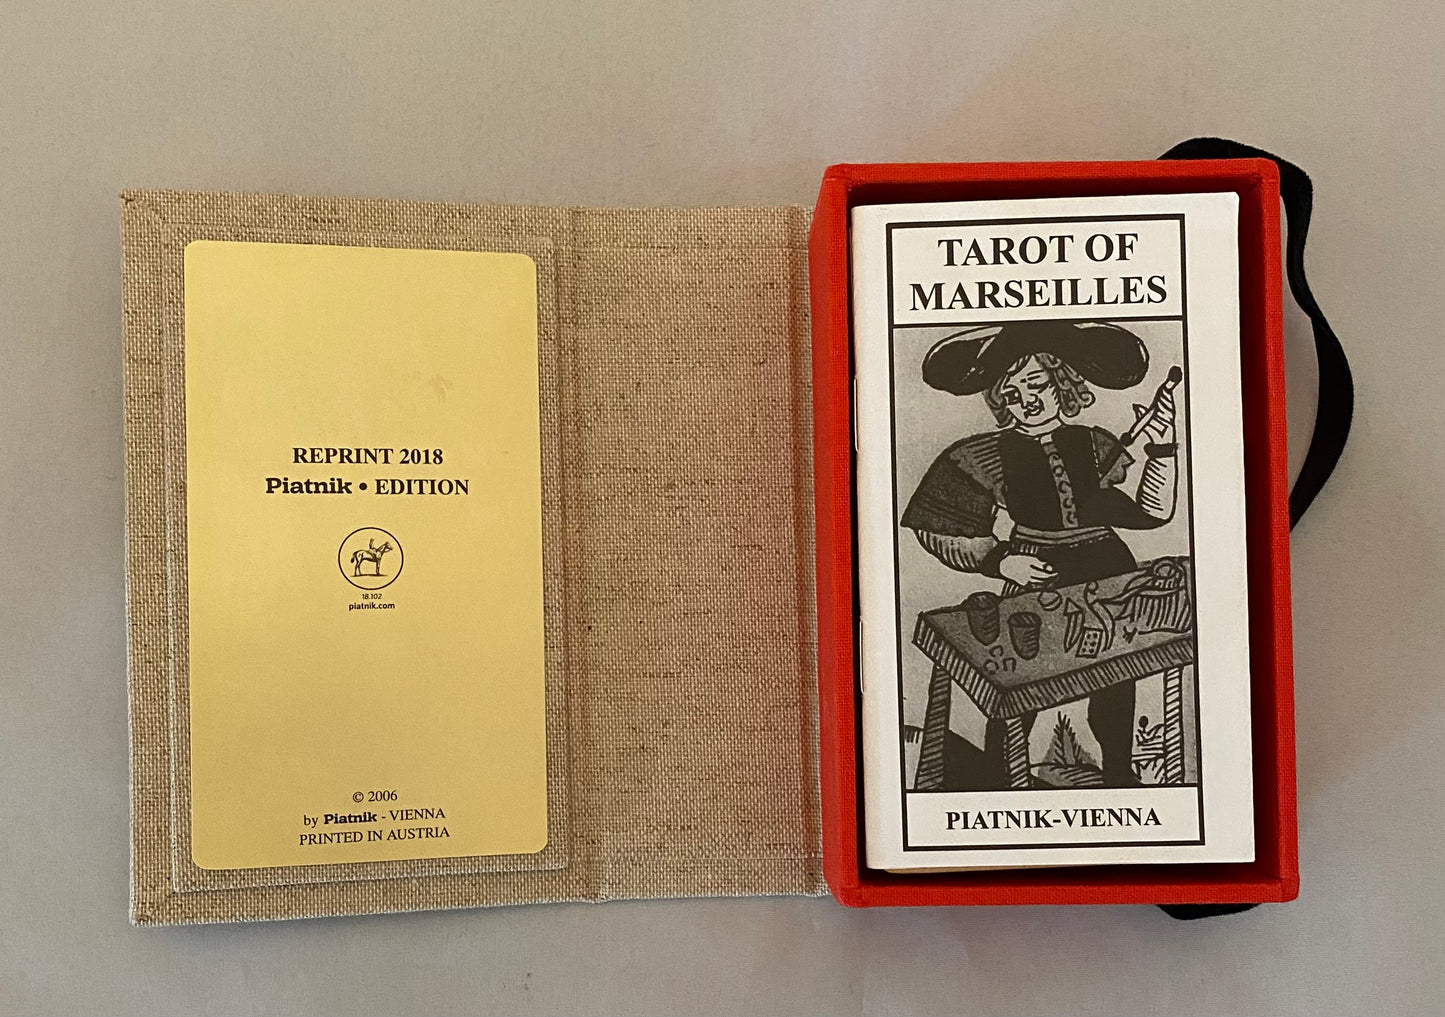 REPRINT 2018
Piatnik • EDITION
18.102
piatnik.com
© 2006
by Piatnik - VIENNA
PRINTED IN AUSTRIA
TAROT OF
MARSEILLES
PIATNIK-VIENNA